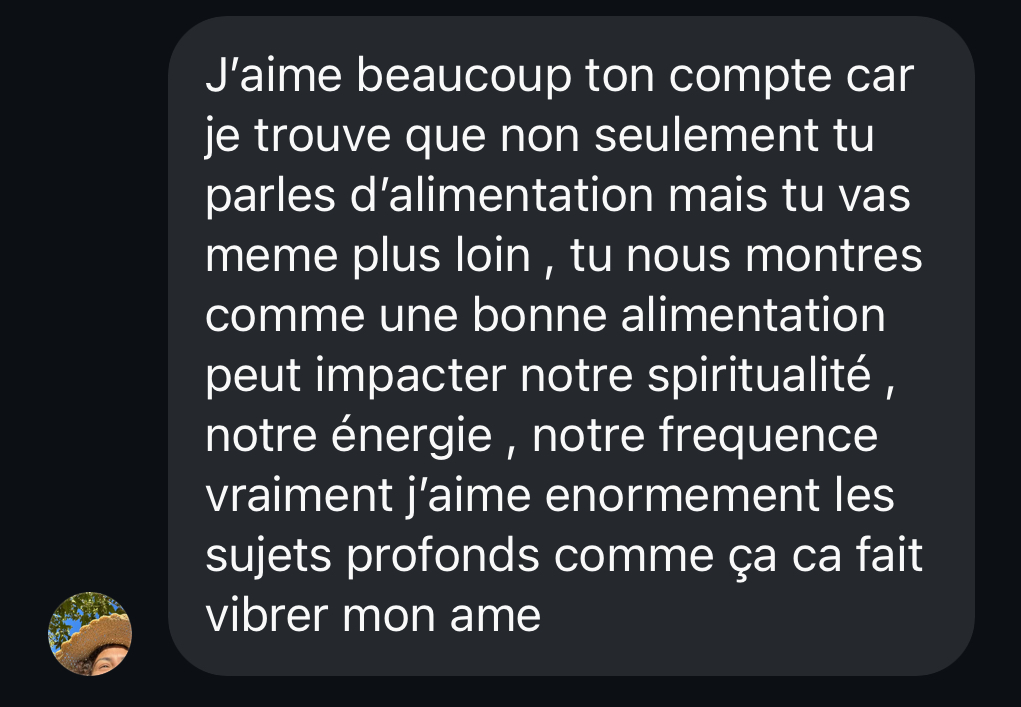 J’aime beaucoup ton compte car
je trouve que non seulement tu
parles d’alimentation mais tu vas
meme plus loin , tu nous montres
comme une bonne alimentation
peut impacter notre spiritualité ,
notre énergie , notre frequence
vraiment j’aime enormement les
sujets profonds comme ça ca fait
vibrer mon ame